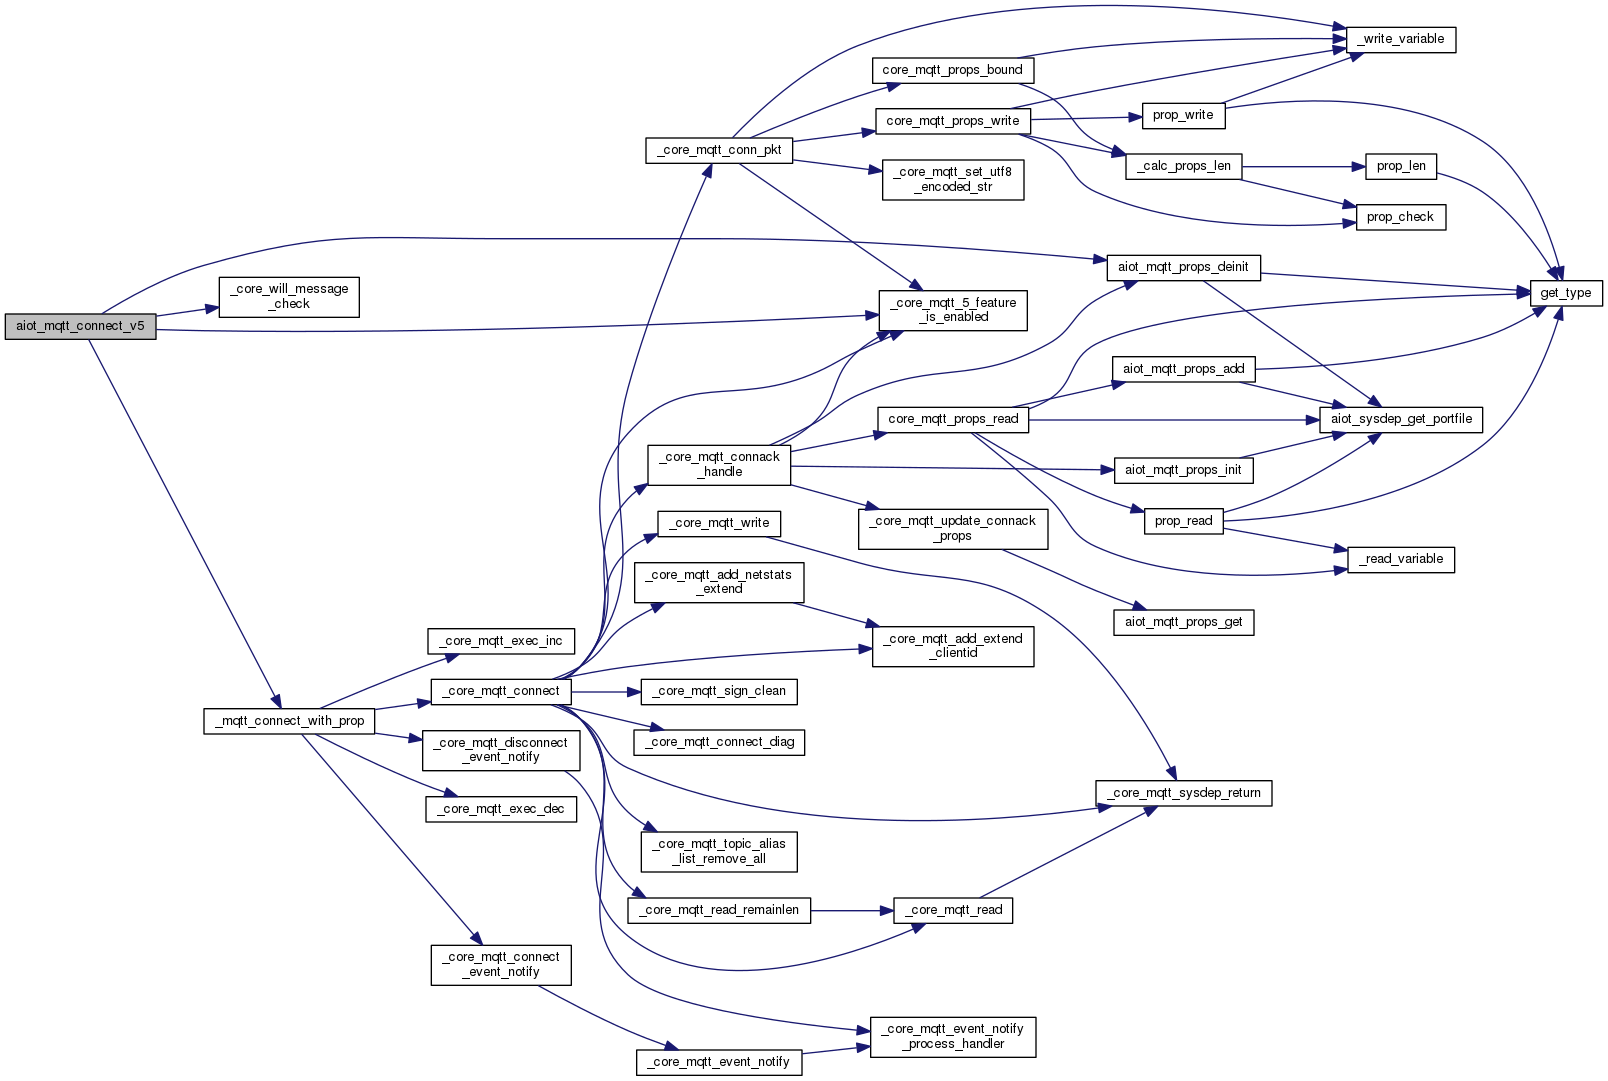 _write_variable
core_mqtt_props_bound
core_mqtt_props_write
prop_write
_core_mqtt_conn_pkt
_calc_props_len
prop_len
_core_mqtt_set_utf8
_encoded_str
prop_check
aiot_mqtt_props_deinit
_core_will_message
_check
get_type
_core_mqtt_5_feature
_is_enabled
aiot_mqtt_connect_v5
aiot_mqtt_props_add
core_mqtt_props_read
aiot_sysdep_get_portfile
_core_mqtt_connack
_handle
aiot_mqtt_props_init
_core_mqtt_write
_core_mqtt_update_connack
_props
prop_read
_read_variable
_core_mqtt_add_netstats
_extend
aiot_mqtt_props_get
_core_mqtt_exec_inc
_core_mqtt_add_extend
_clientid
_core_mqtt_connect
_core_mqtt_sign_clean
_mqtt_connect_with_prop
_core_mqtt_disconnect
_event_notify
_core_mqtt_connect_diag
_core_mqtt_sysdep_return
_core_mqtt_exec_dec
_core_mqtt_topic_alias
_list_remove_all
_core_mqtt_read_remainlen
_core_mqtt_read
_core_mqtt_connect
_event_notify
_core_mqtt_event_notify
_process_handler
_core_mqtt_event_notify